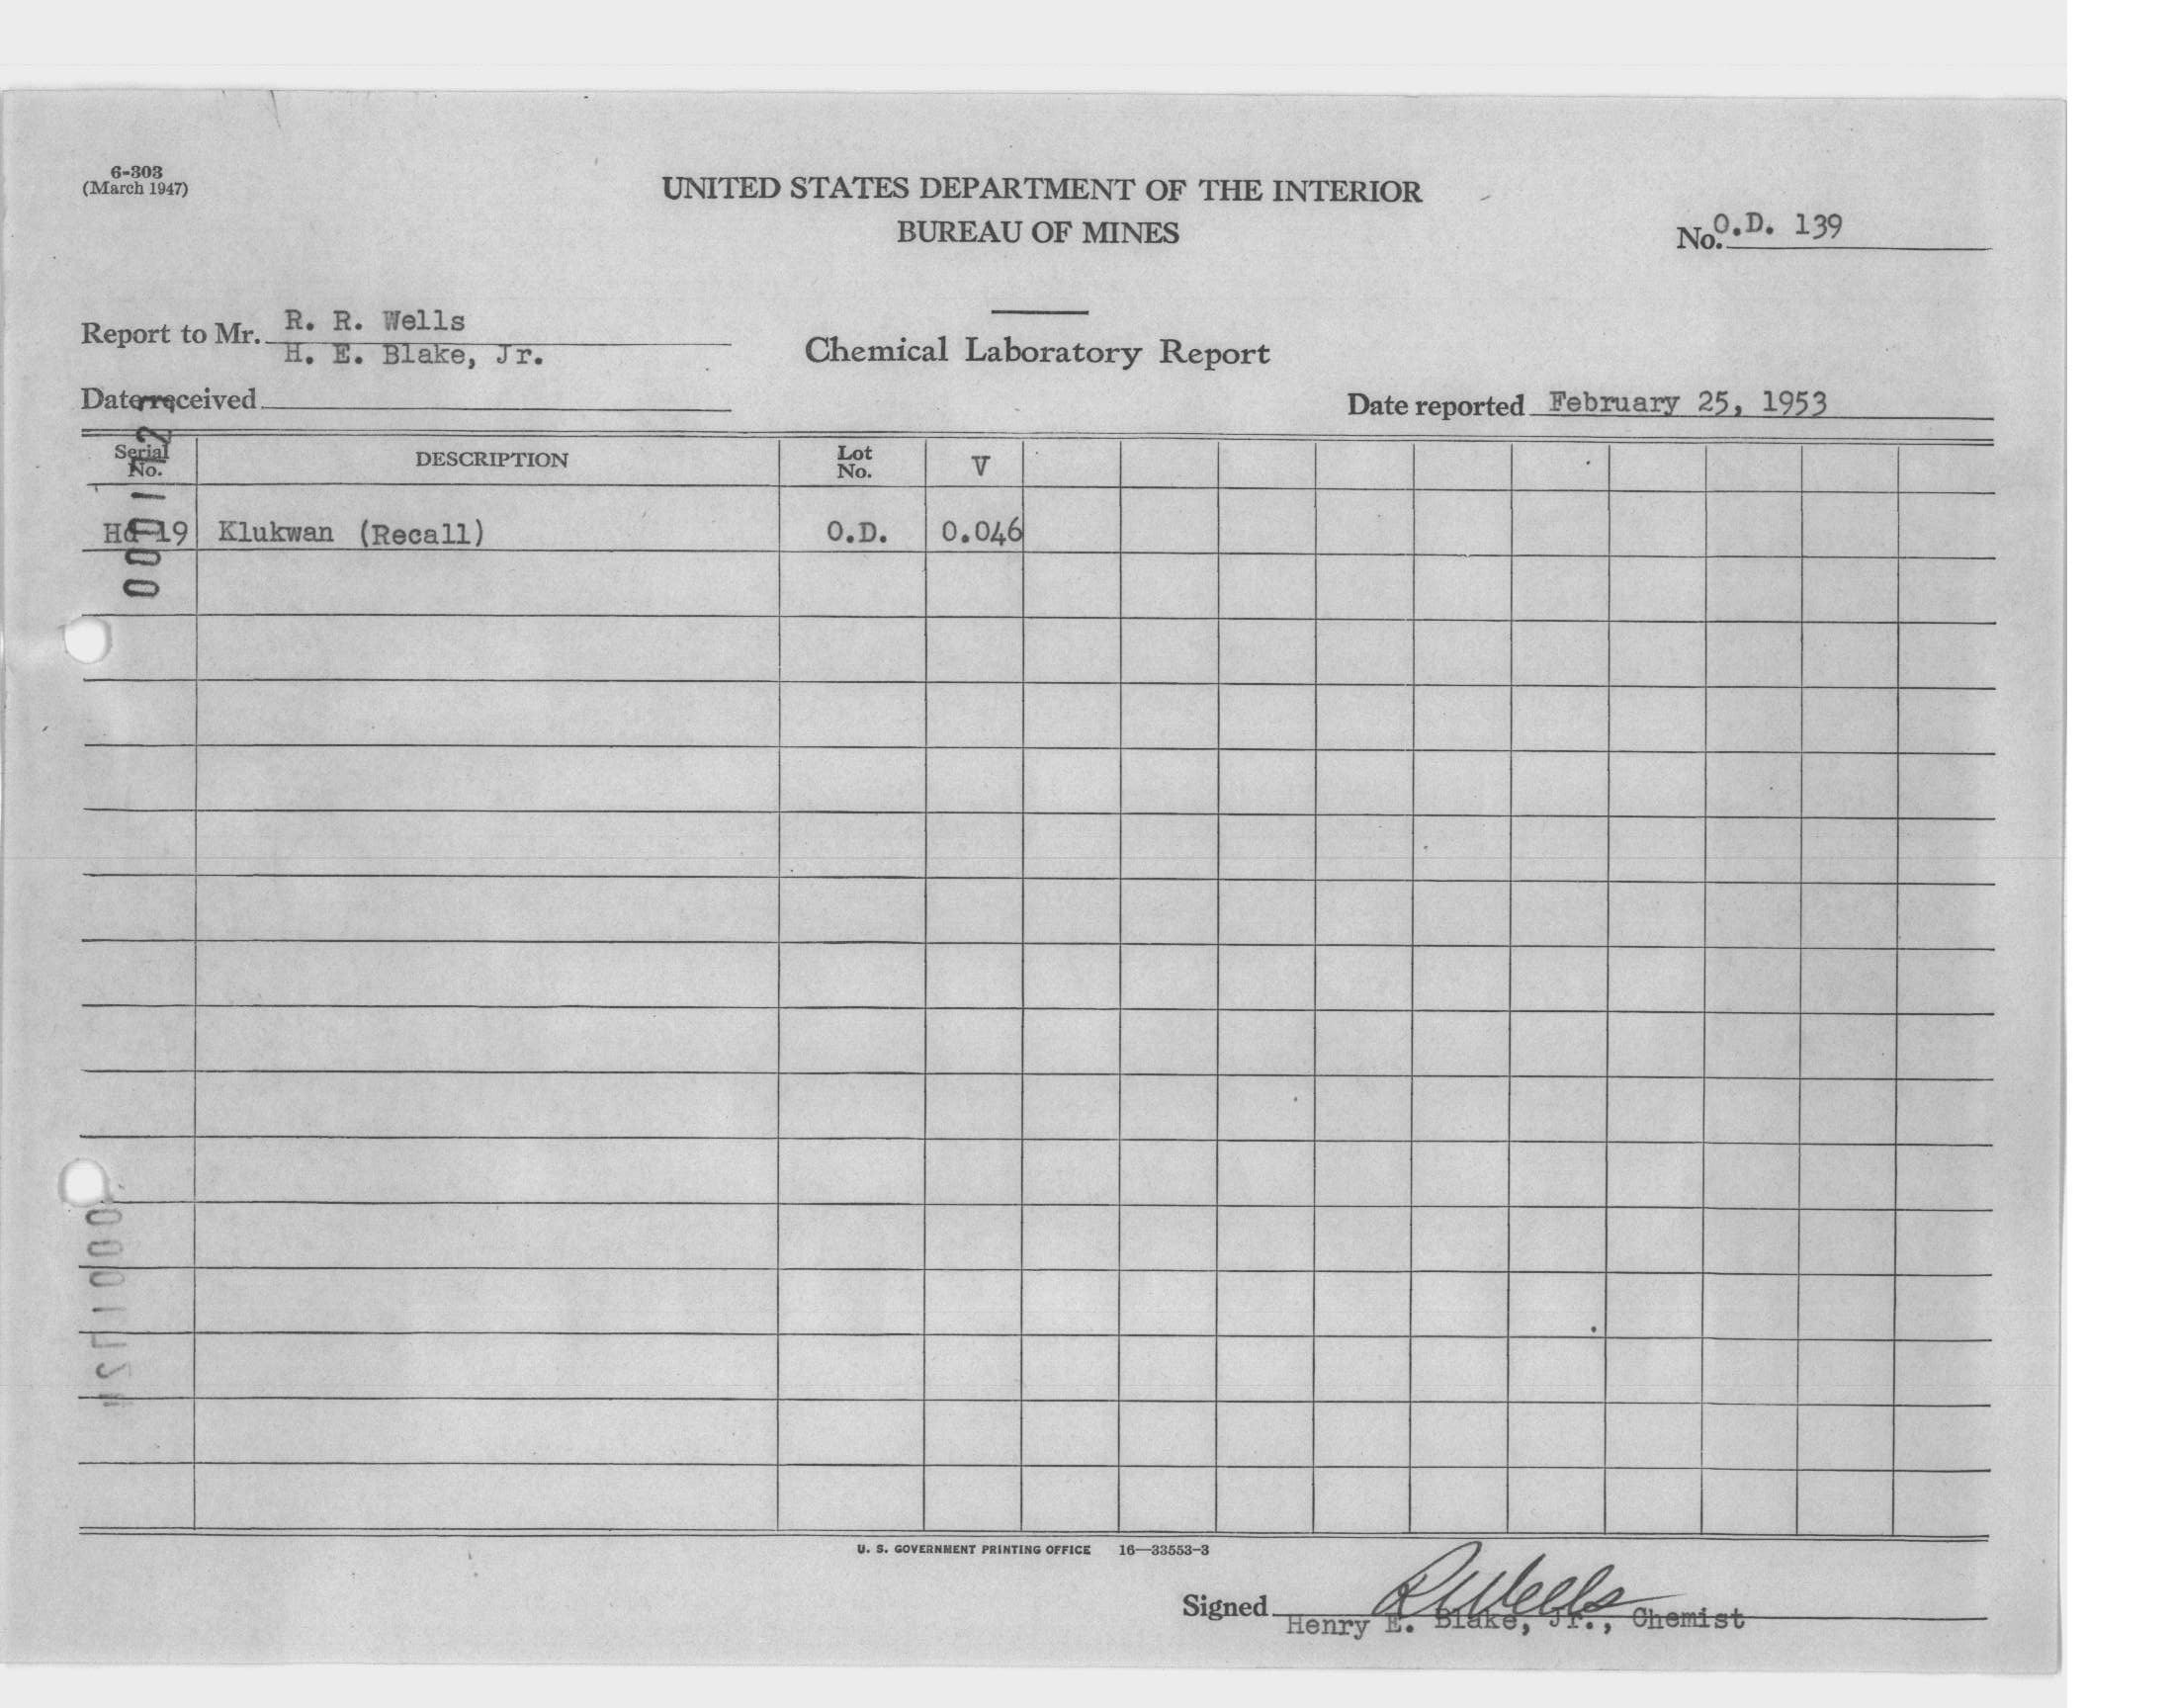 6-303
(March 1947)
UNITED STATES DEPARTMENT OF THE INTERIOR
BUREAU OF MINES
No. O.D. 139
Report to Mr. R. R. Wells
H. E. Blake, Jr.
Chemical Laboratory Report
Date received
Date reported February 25, 1953
Serial No. DESCRIPTION Lot No. V
19 Klukwan (Recall) O.D. 0.046
U. S. GOVERNMENT PRINTING OFFICE 16—33553-3
Signed RWells
Henry E. Blake, Jr., Chemist